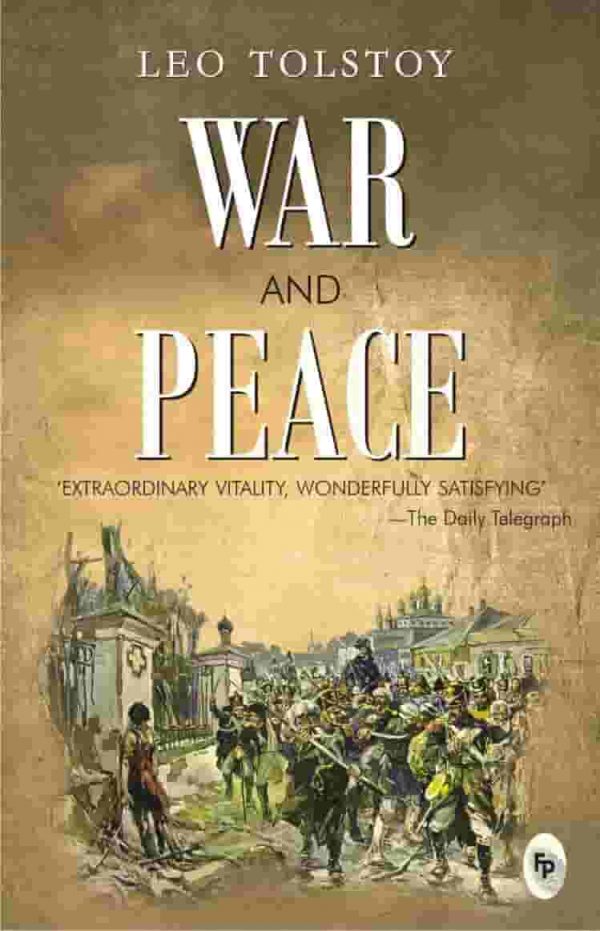 LEO TOLSTOY
WAR
AND
PEACE
'EXTRAORDINARY VITALITY, WONDERFULLY SATISFYING'
—The Daily Telegraph
FP